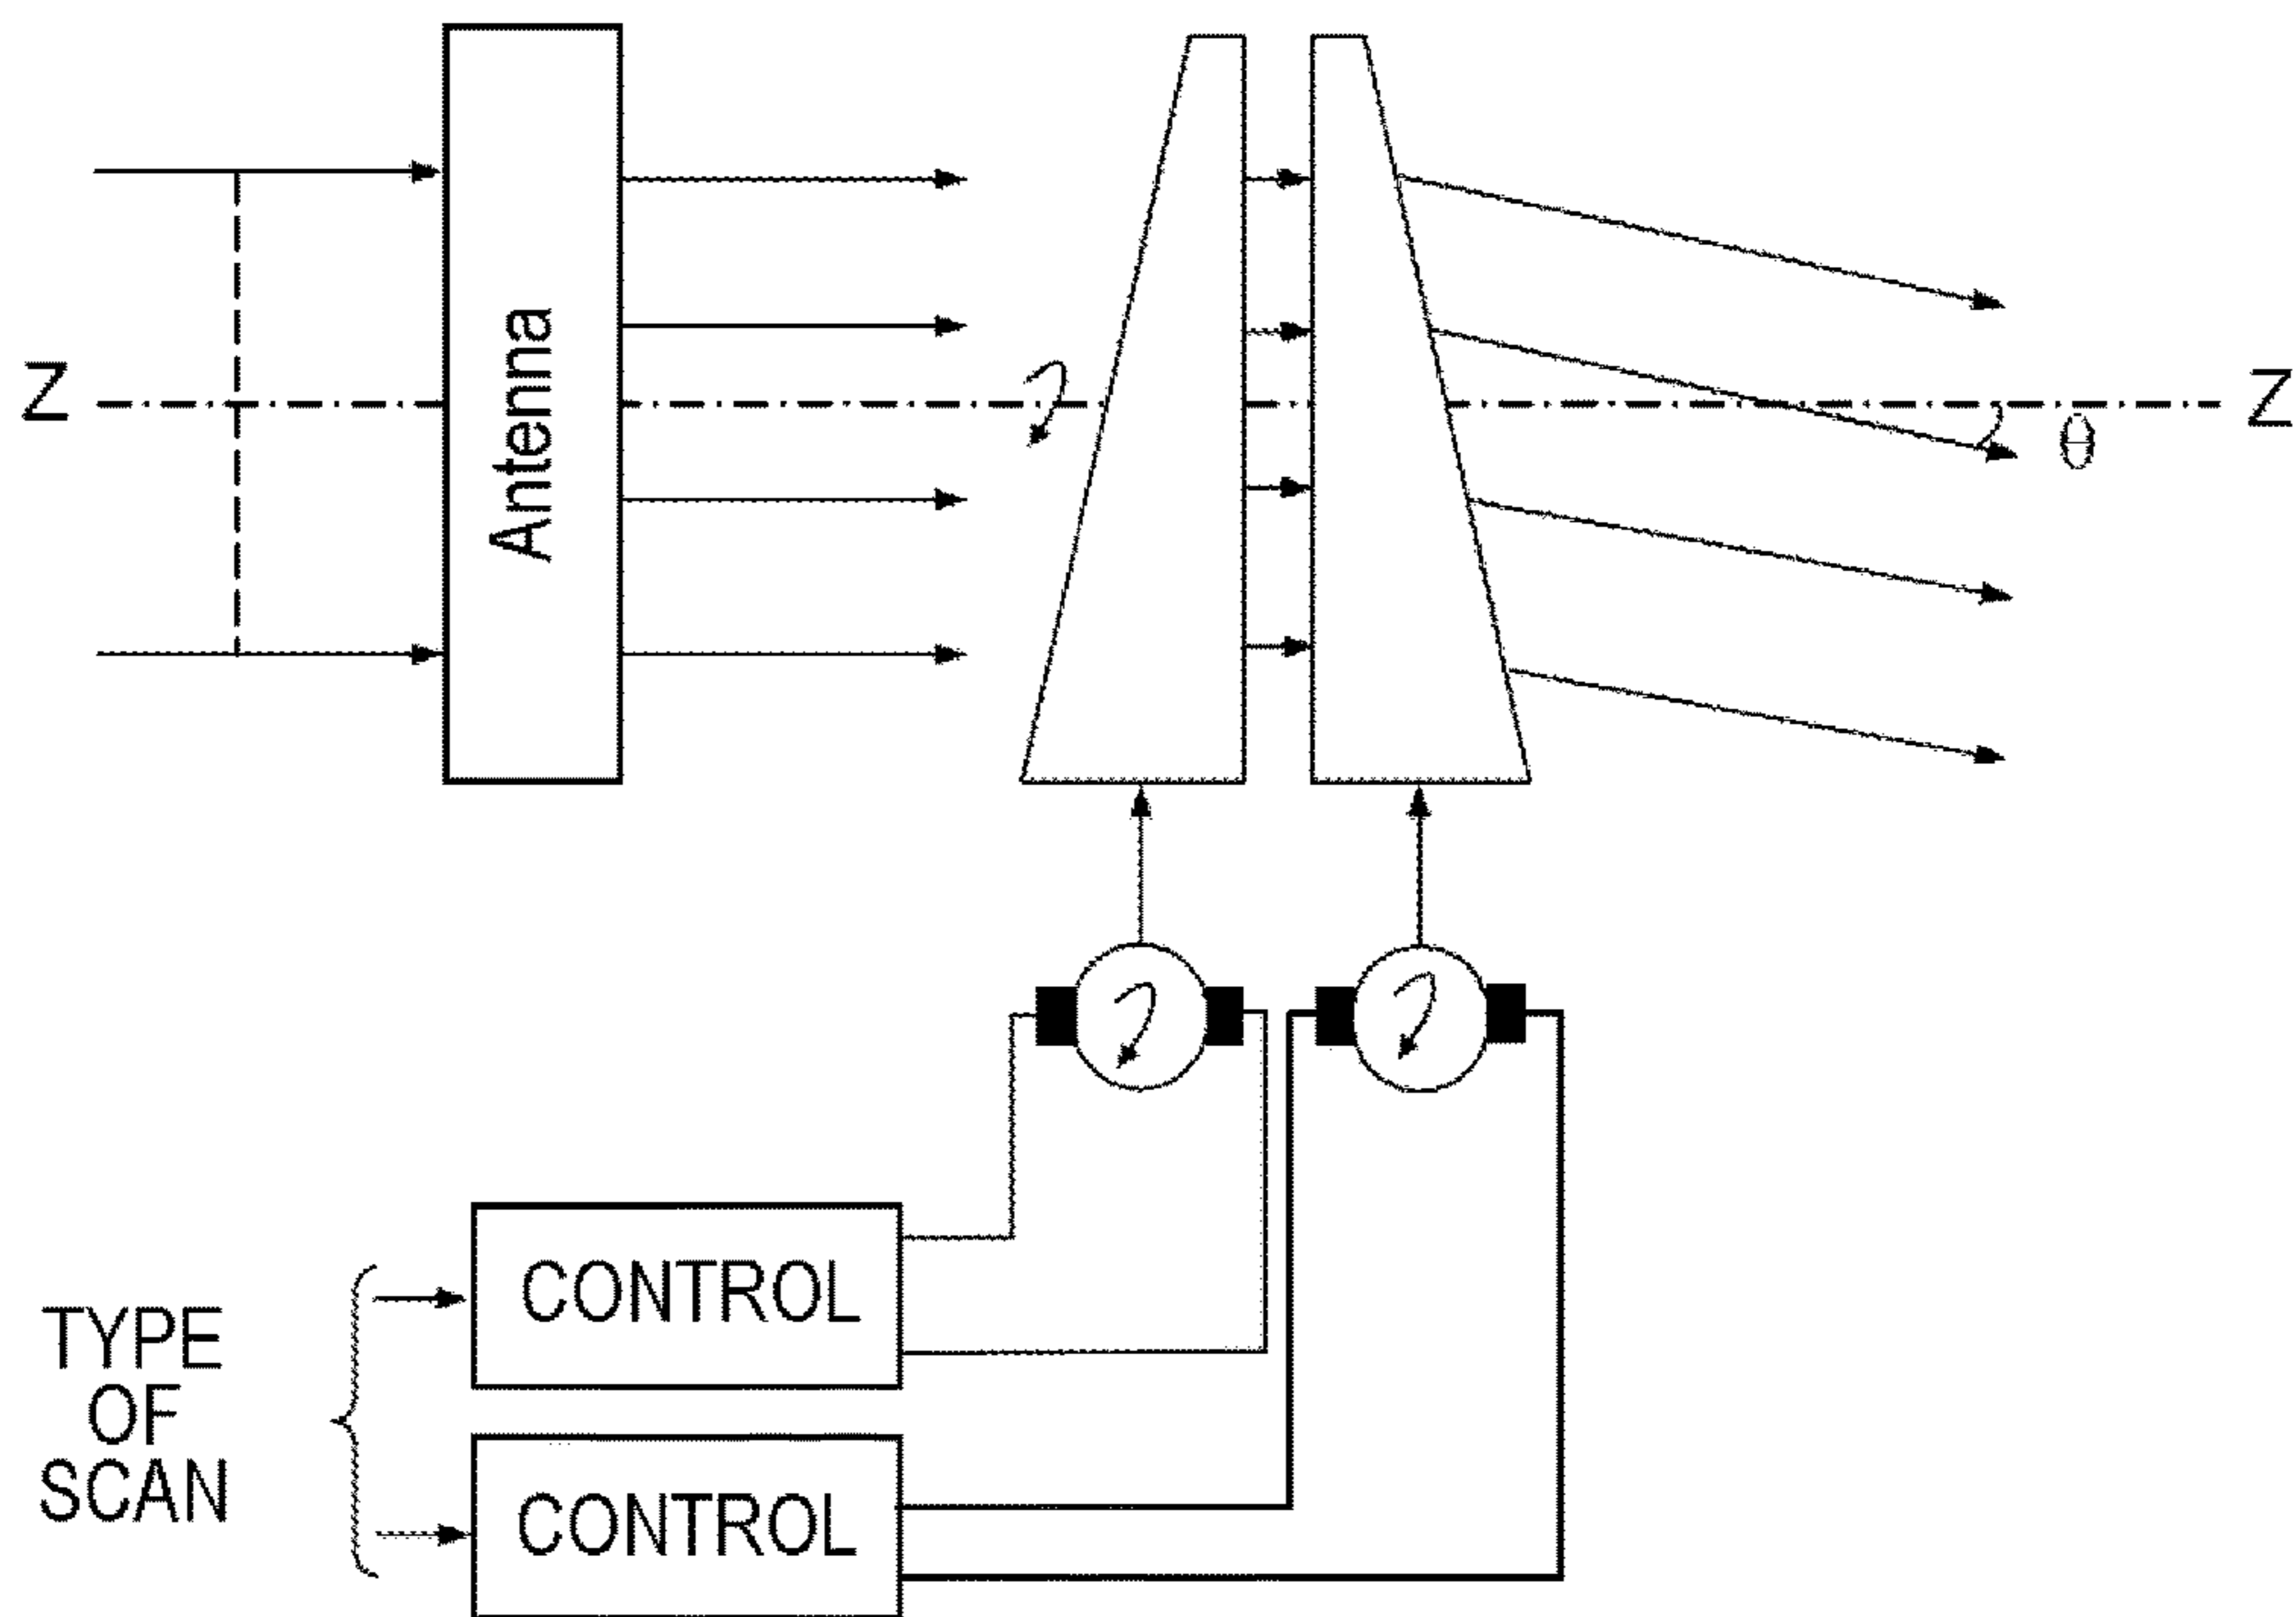 Antenna
Z
Z
θ
CONTROL
TYPE
OF
SCAN
CONTROL